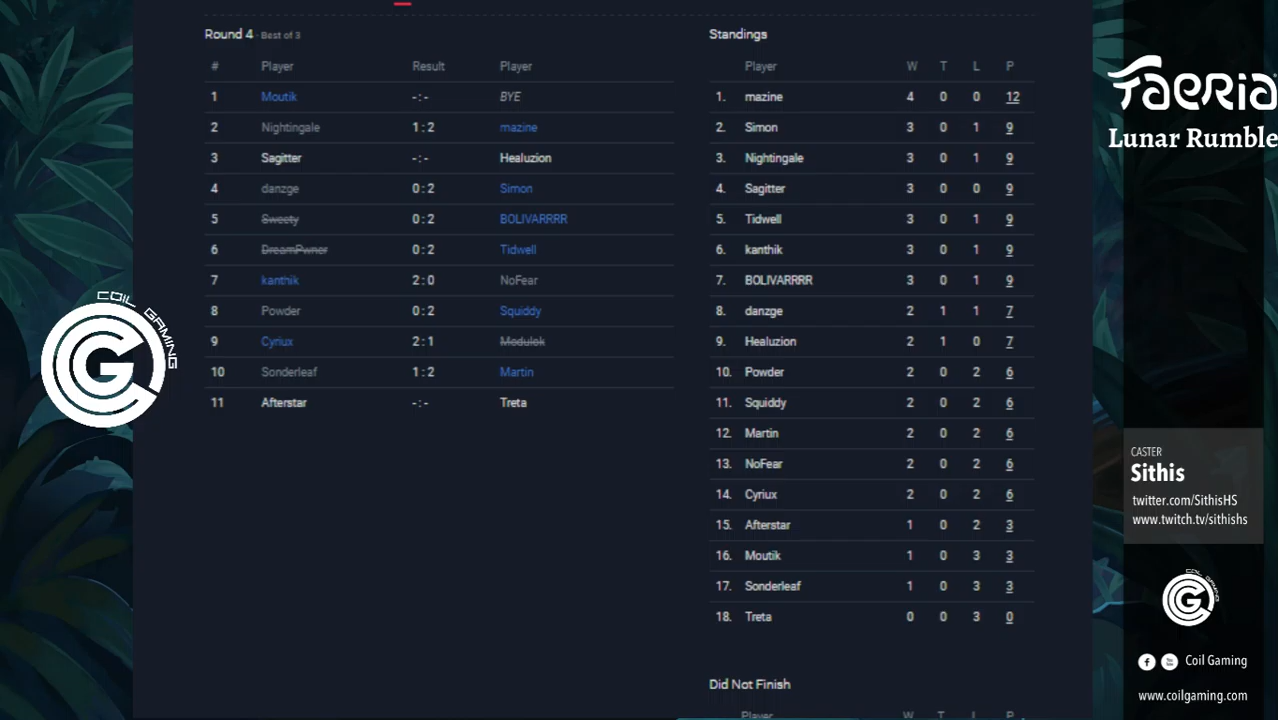 Round 4 - Best of 3
# Player Result Player
1 Moutik -:- BYE
2 Nightingale 1:2 mazine
3 Sagitter -:- Healuzion
4 danzge 0:2 Simon
5 Sweety 0:2 BOLIVARRRR
6 DreamPwner 0:2 Tidwell
7 kanthik 2:0 NoFear
8 Powder 0:2 Squiddy
9 Cyriux 2:1 Modulok
10 Sonderleaf 1:2 Martin
11 Afterstar -:- Treta
Standings
Player W T L P
1. mazine 4 0 0 12
2. Simon 3 0 1 9
3. Nightingale 3 0 1 9
4. Sagitter 3 0 0 9
5. Tidwell 3 0 1 9
6. kanthik 3 0 1 9
7. BOLIVARRRR 3 0 1 9
8. danzge 2 1 1 7
9. Healuzion 2 1 0 7
10. Powder 2 0 2 6
11. Squiddy 2 0 2 6
12. Martin 2 0 2 6
13. NoFear 2 0 2 6
14. Cyriux 2 0 2 6
15. Afterstar 1 0 2 3
16. Moutik 1 0 3 3
17. Sonderleaf 1 0 3 3
18. Treta 0 0 3 0
Did Not Finish
Player W T L P
COIL GAMING
Faeria
Lunar Rumble
CASTER
Sithis
twitter.com/SithisHS
www.twitch.tv/sithishs
COIL GAMING
Coil Gaming
www.coilgaming.com